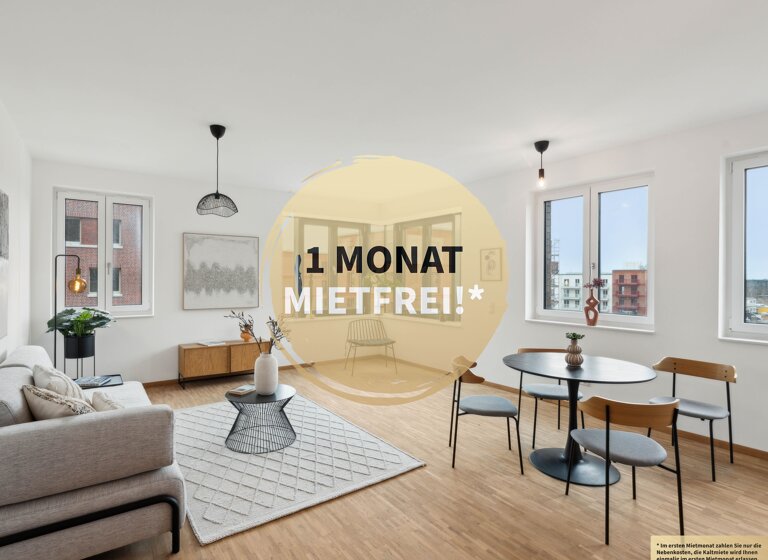 1 MONAT
MIETFREI!*
* Im ersten Mietmonat zahlen Sie nur die
Nebenkosten, die Kaltmiete wird Ihnen
einmalig im ersten Mietmonat erlassen.